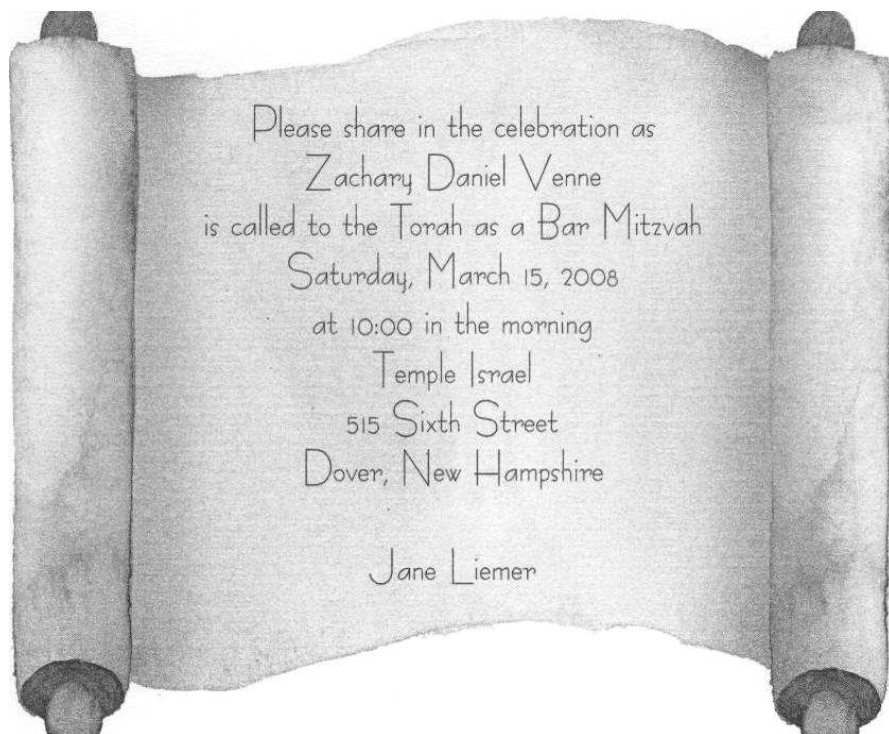 Please share in the celebration as
Zachary Daniel Venne
is called to the Torah as a Bar Mitzvah
Saturday, March 15, 2008
at 10:00 in the morning
Temple Israel
515 Sixth Street
Dover, New Hampshire
Jane Liemer